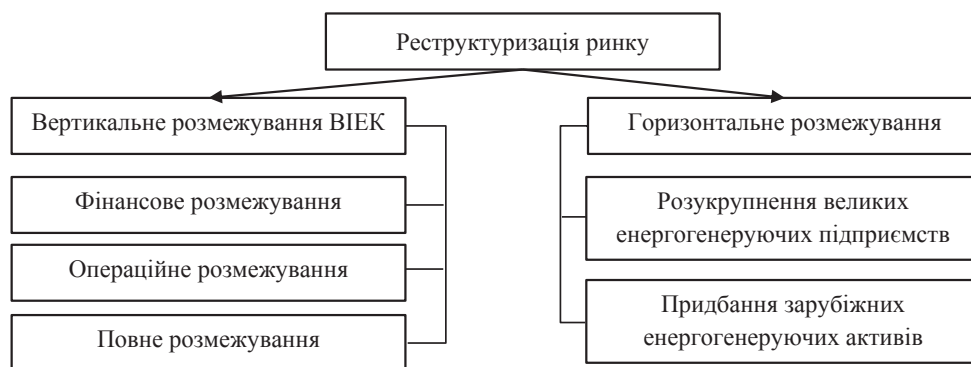 Реструктуризація ринку
Вертикальне розмежування ВІЕК
Фінансове розмежування
Операційне розмежування
Повне розмежування
Горизонтальне розмежування
Розукрупнення великих
енергогенеруючих підприємств
Придбання зарубіжних
енергогенеруючих активів